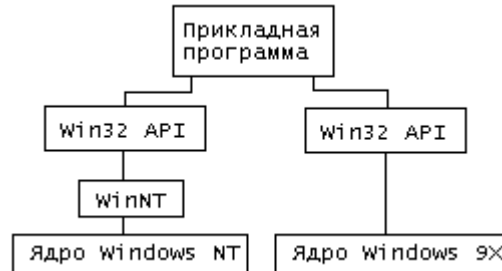 Прикладная
программа
Win32 API
Win32 API
WinNT
Ядро Windows NT
Ядро Windows 9X